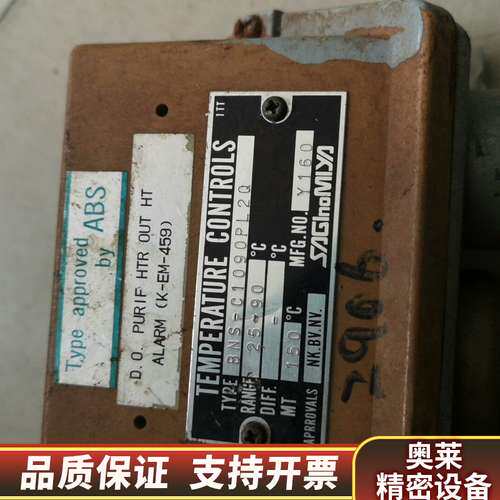 Type approved
by ABS
D.O. PURIF HTR OUT HT
ALARM (K-EM-459)
TEMPERATURE CONTROLS
TYPE BNS-C1090PL2Q
RANGE 25-90 °C
DIFF. - °C
MT 150 °C
MFG.NO. Y160
SAGInoMIYA
APPROVALS NK.BV.NV.
品质保证 支持开票
奥莱
精密设备